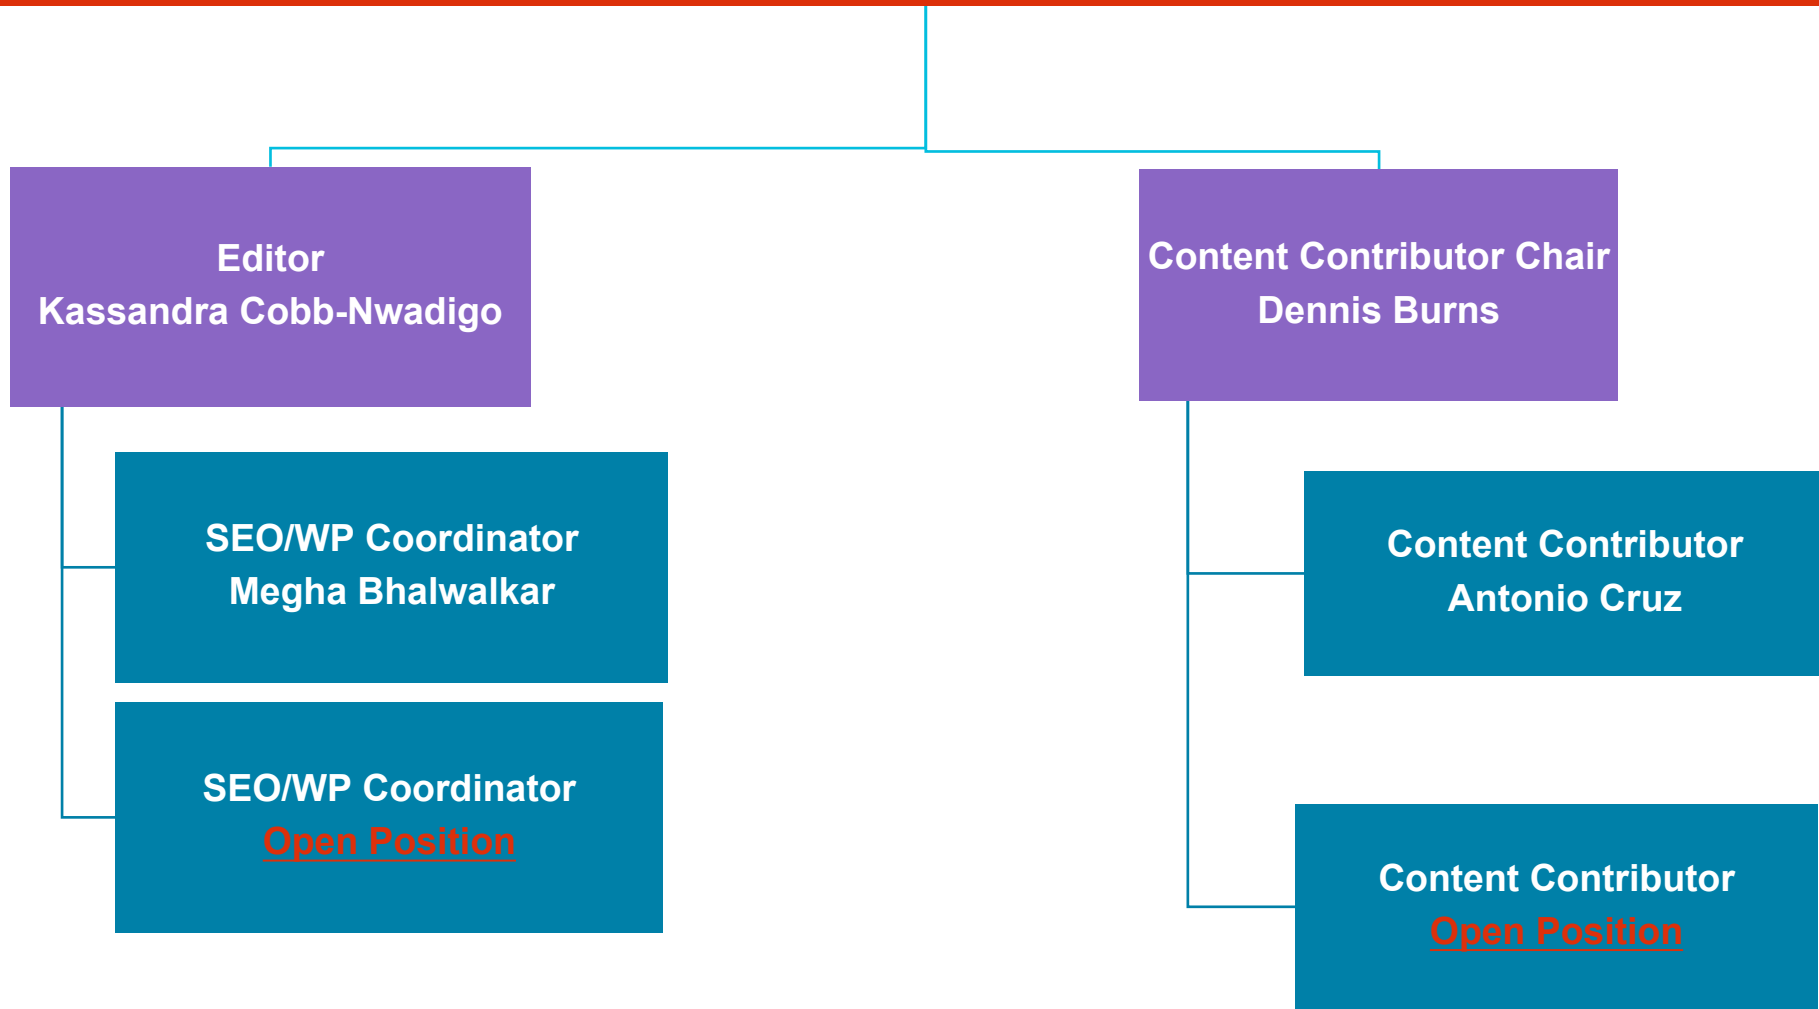 Editor
Kassandra Cobb-Nwadigo
SEO/WP Coordinator
Megha Bhalwalkar
SEO/WP Coordinator
Open Position
Content Contributor Chair
Dennis Burns
Content Contributor
Antonio Cruz
Content Contributor
Open Position